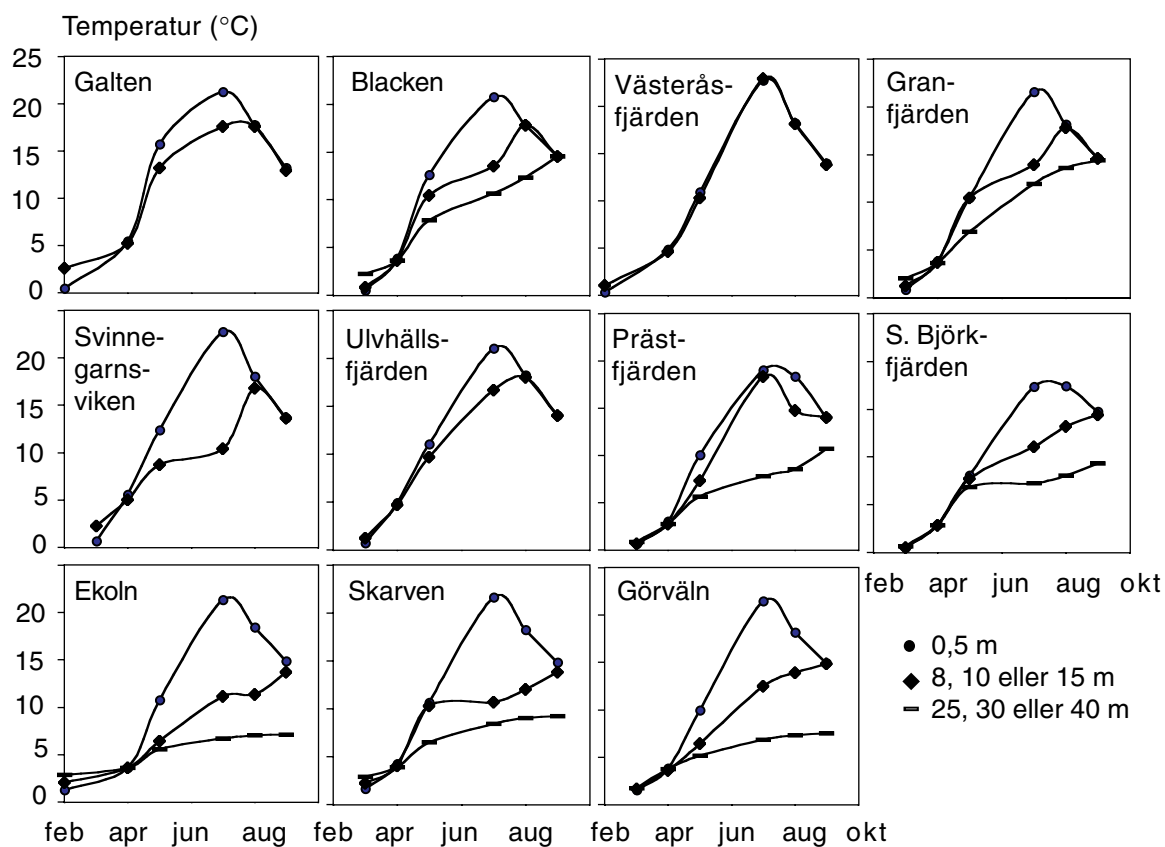 Temperatur (°C)
25
20
15
10
5
0
Galten
Blacken
Västerås-
fjärden
Gran-
fjärden
20
15
10
5
0
Svinne-
garns-
viken
Ulvhälls-
fjärden
Präst-
fjärden
S. Björk-
fjärden
feb apr jun aug okt
20
15
10
5
0
Ekoln
Skarven
Görväln
0,5 m
8, 10 eller 15 m
25, 30 eller 40 m
feb apr jun aug feb apr jun aug feb apr jun aug okt